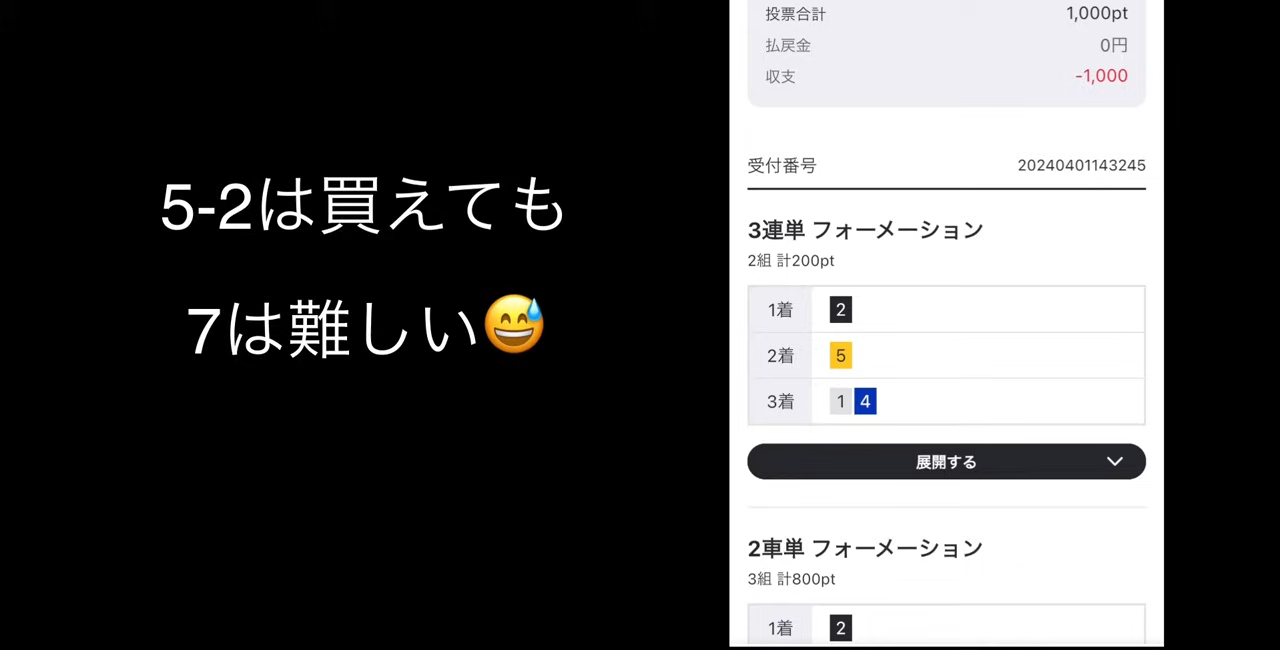 5-2は買えても
7は難しい😅
投票合計 1,000pt
払戻金 0円
収支 -1,000
受付番号 20240401143245
3連単 フォーメーション
2組 計200pt
1着 2
2着 5
3着 1 4
展開する
2車単 フォーメーション
3組 計800pt
1着 2